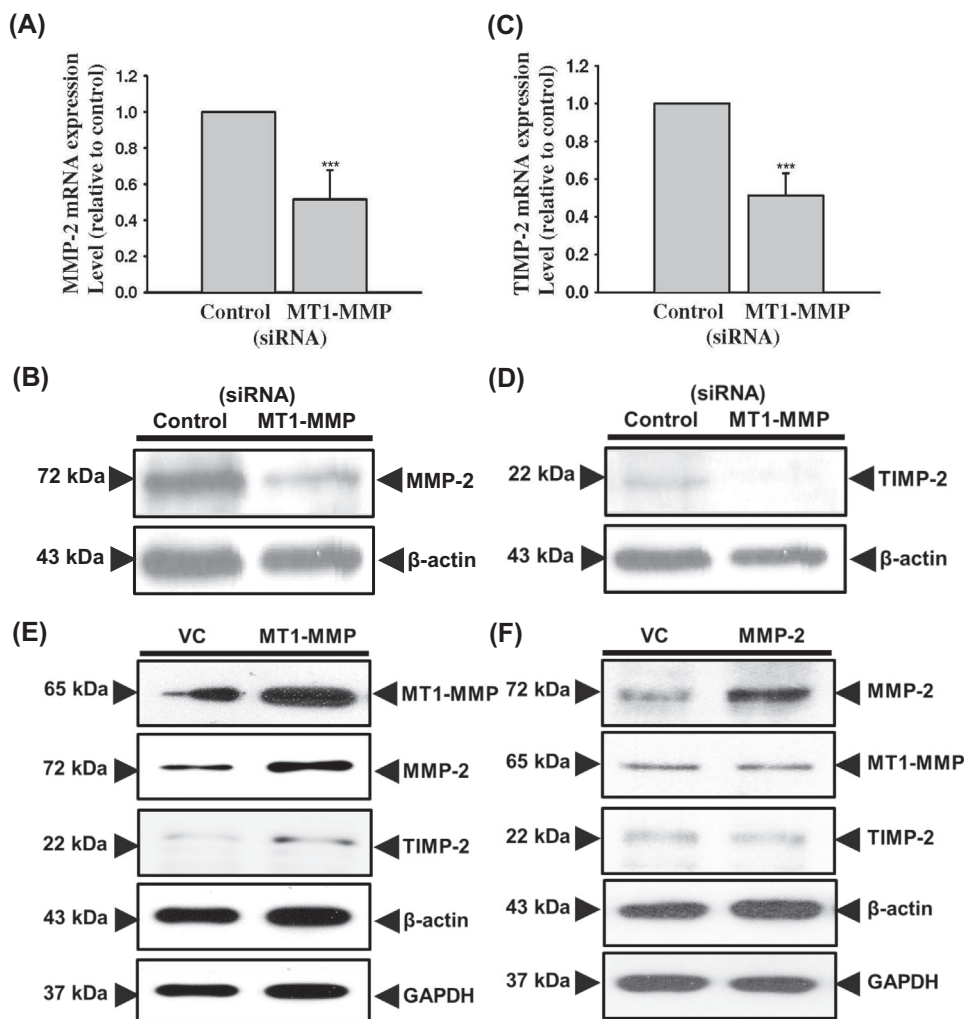 (A)
MMP-2 mRNA expression
Level (relative to control)
1.2
1.0
0.8
0.6
0.4
0.2
0.0
***
Control MT1-MMP
(siRNA)
(C)
TIMP-2 mRNA expression
Level (relative to control)
1.2
1.0
0.8
0.6
0.4
0.2
0.0
***
Control MT1-MMP
(siRNA)
(B)
(siRNA)
Control MT1-MMP
72 kDa MMP-2
43 kDa β-actin
(D)
(siRNA)
Control MT1-MMP
22 kDa TIMP-2
43 kDa β-actin
(E)
VC MT1-MMP
65 kDa MT1-MMP
72 kDa MMP-2
22 kDa TIMP-2
43 kDa β-actin
37 kDa GAPDH
(F)
VC MMP-2
72 kDa MMP-2
65 kDa MT1-MMP
22 kDa TIMP-2
43 kDa β-actin
37 kDa GAPDH